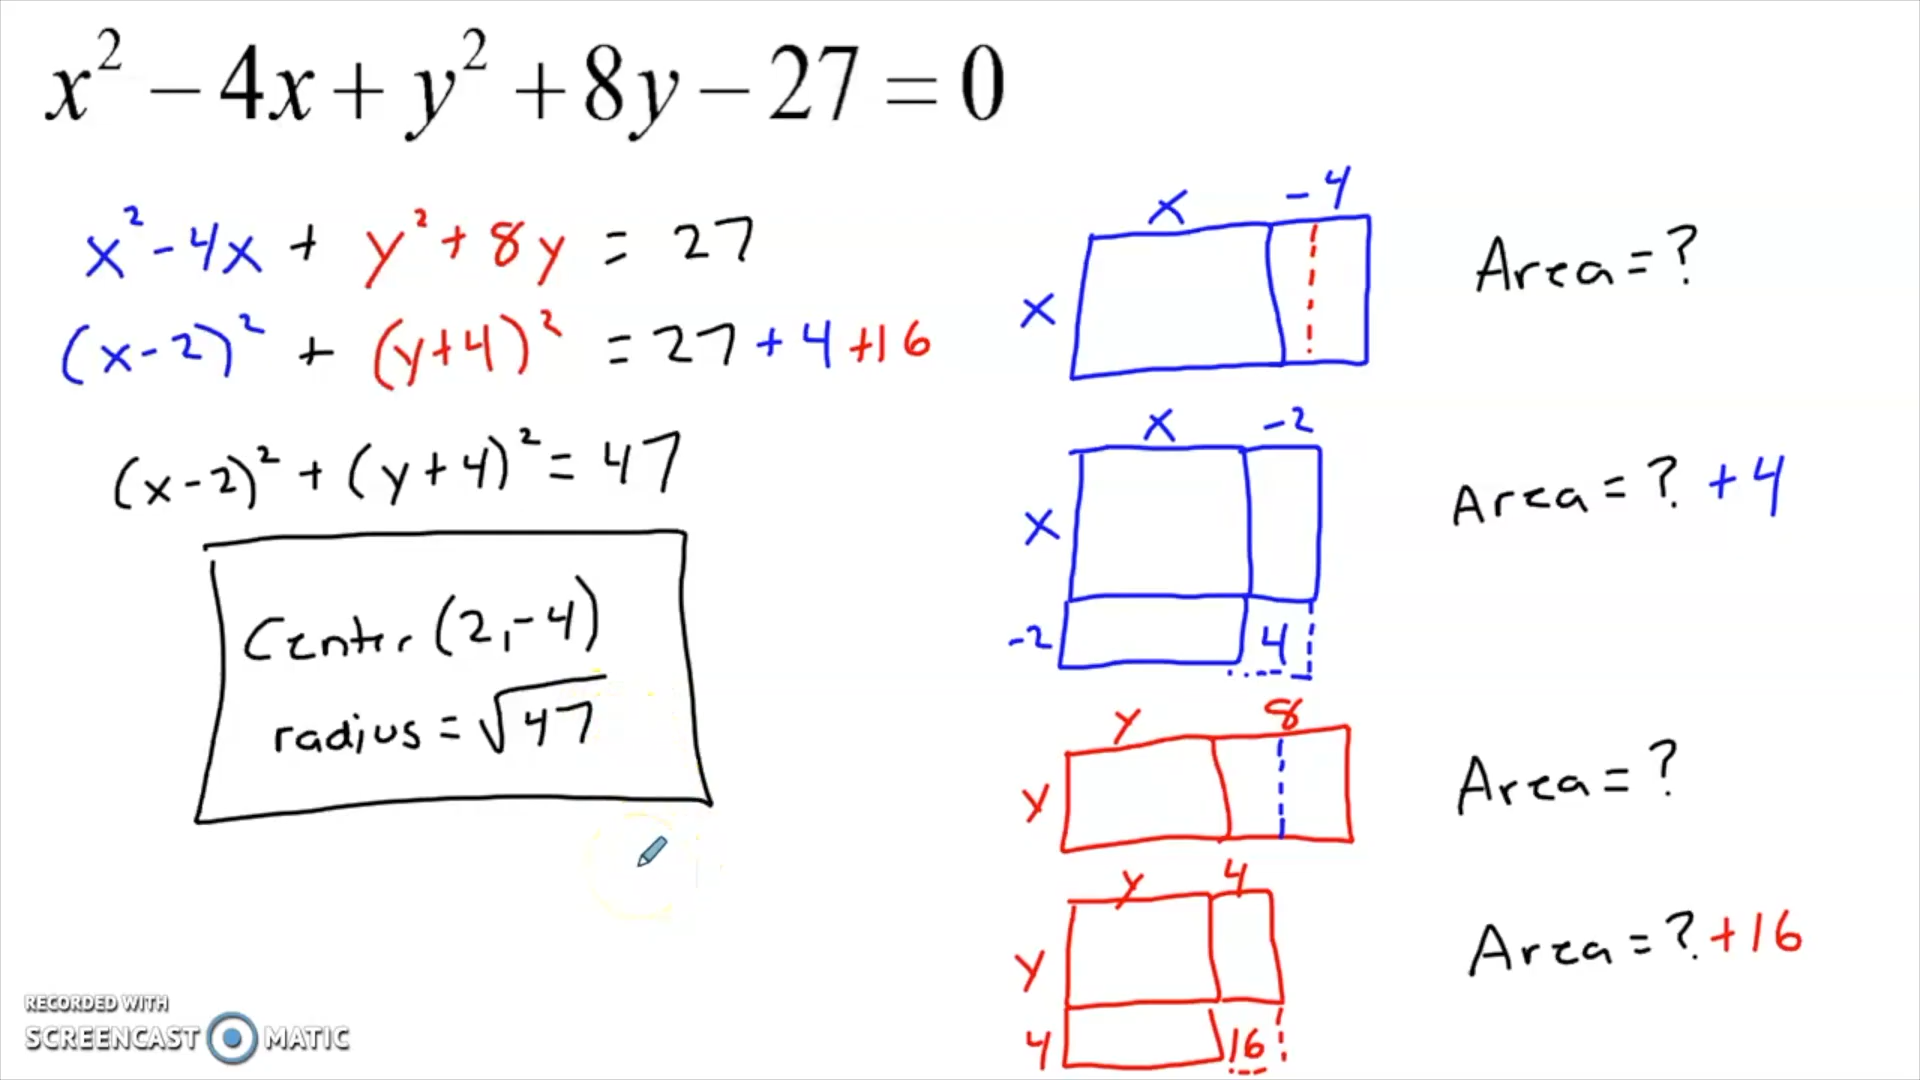 x² − 4x + y² + 8y − 27 = 0
x² - 4x + y² + 8y = 27
(x-2)² + (y+4)² = 27 + 4 + 16
(x-2)² + (y+4)² = 47
Center (2,-4)
radius = √47
x -4
x
Area = ?
x -2
x
-2 4
Area = ? + 4
y 8
y
Area = ?
y 4
y
4 16
Area = ? + 16
RECORDED WITH
SCREENCAST MATIC